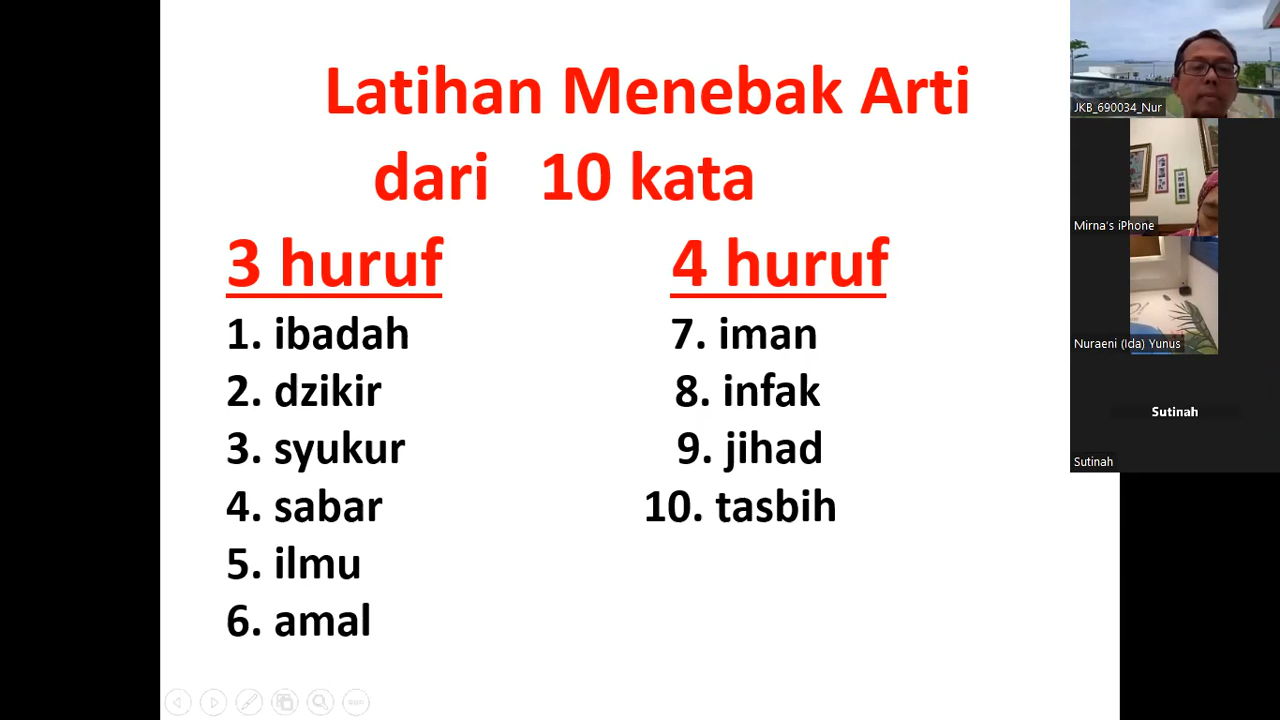 Latihan Menebak Arti
dari 10 kata
3 huruf
1. ibadah
2. dzikir
3. syukur
4. sabar
5. ilmu
6. amal
4 huruf
7. iman
8. infak
9. jihad
10. tasbih
JKB_690034_Nur
Mirna's iPhone
Nuraeni (Ida) Yunus
Sutinah
Sutinah